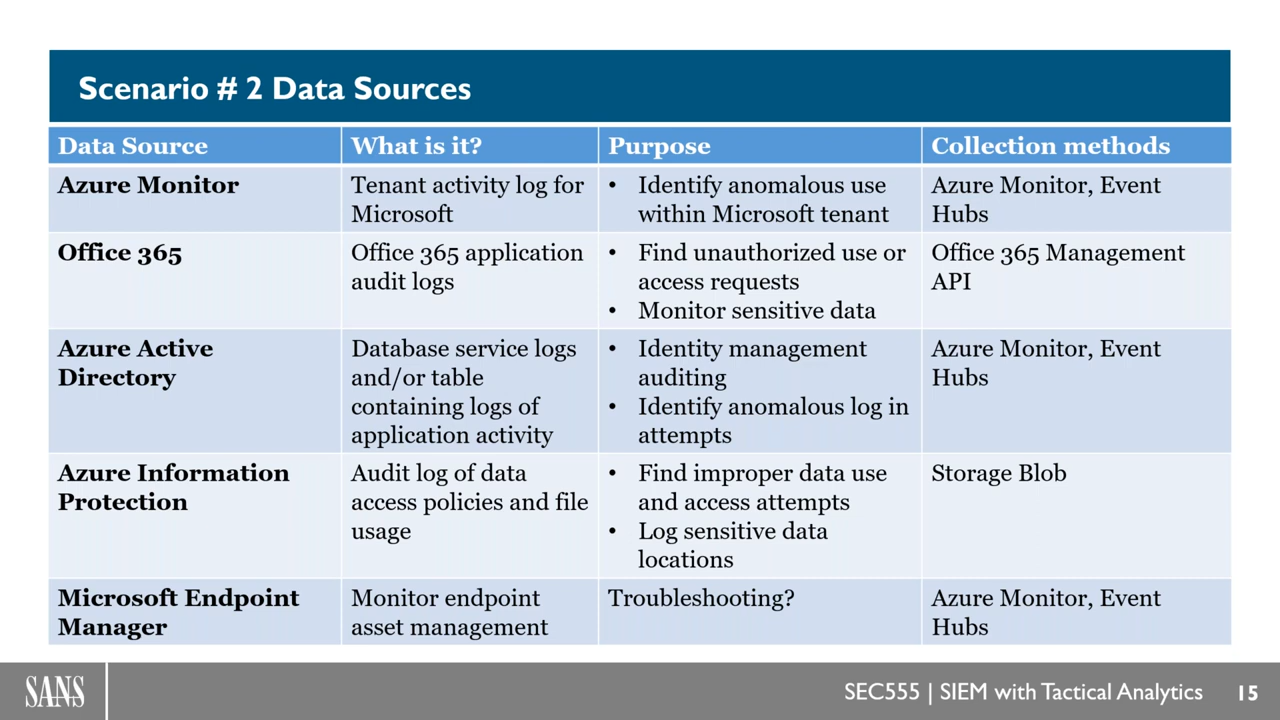 Scenario # 2 Data Sources
Data Source
What is it?
Purpose
Collection methods
Azure Monitor
Tenant activity log for
Microsoft
• Identify anomalous use
within Microsoft tenant
Azure Monitor, Event
Hubs
Office 365
Office 365 application
audit logs
• Find unauthorized use or
access requests
• Monitor sensitive data
Office 365 Management
API
Azure Active
Directory
Database service logs
and/or table
containing logs of
application activity
• Identity management
auditing
• Identify anomalous log in
attempts
Azure Monitor, Event
Hubs
Azure Information
Protection
Audit log of data
access policies and file
usage
• Find improper data use
and access attempts
• Log sensitive data
locations
Storage Blob
Microsoft Endpoint
Manager
Monitor endpoint
asset management
Troubleshooting?
Azure Monitor, Event
Hubs
SANS
SEC555 | SIEM with Tactical Analytics
15